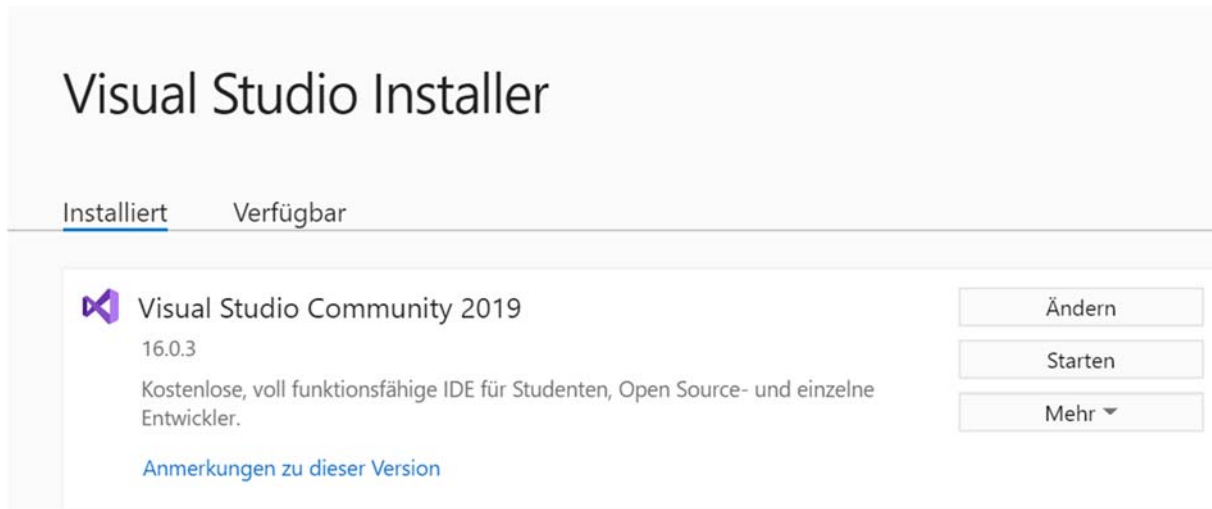 Visual Studio Installer
Installiert Verfügbar
Visual Studio Community 2019
16.0.3
Kostenlose, voll funktionsfähige IDE für Studenten, Open Source- und einzelne
Entwickler.
Anmerkungen zu dieser Version
Ändern
Starten
Mehr